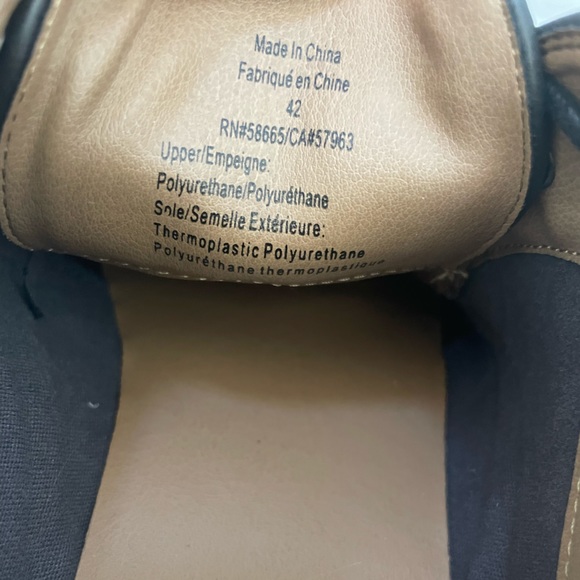 Made In China
Fabriqué en Chine
42
RN#58665/CA#57963
Upper/Empeigne:
Polyurethane/Polyuréthane
Sole/Semelle Extérieure:
Thermoplastic Polyurethane
Polyuréthane thermoplastique